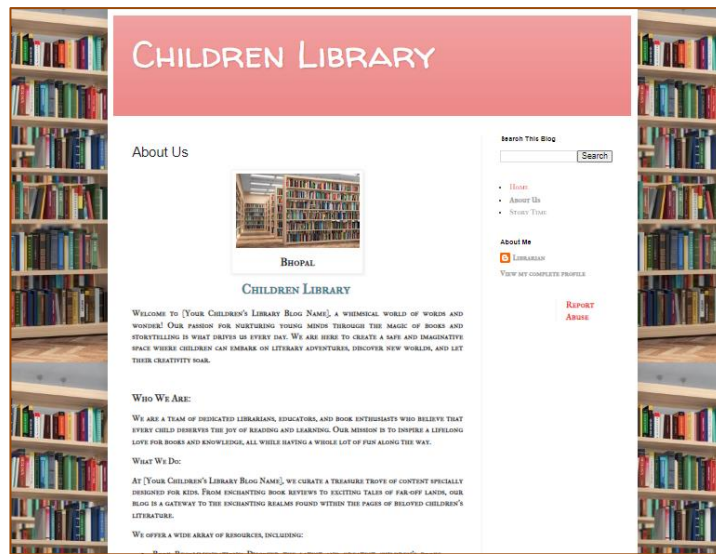 Children Library
About Us
Bhopal
Children Library
Welcome to [Your Children's Library Blog Name], a whimsical world of words and
wonder! Our passion for nurturing young minds through the magic of books and
storytelling is what drives us every day. We are here to create a safe and imaginative
space where children can embark on literary adventures, discover new worlds, and let
their creativity soar.
Who We Are:
We are a team of dedicated librarians, educators, and book enthusiasts who believe that
every child deserves the joy of reading and learning. Our mission is to inspire a lifelong
love for books and knowledge, all while having a whole lot of fun along the way.
What We Do:
At [Your Children's Library Blog Name], we curate a treasure trove of content specially
designed for kids. From enchanting book reviews to exciting tales of far-off lands, our
blog is a gateway to the enchanting realms found within the pages of beloved children's
literature.
We offer a wide array of resources, including:
Search This Blog
Search
Home
About Us
Story Time
About Me
Librarian
View my complete profile
Report
Abuse